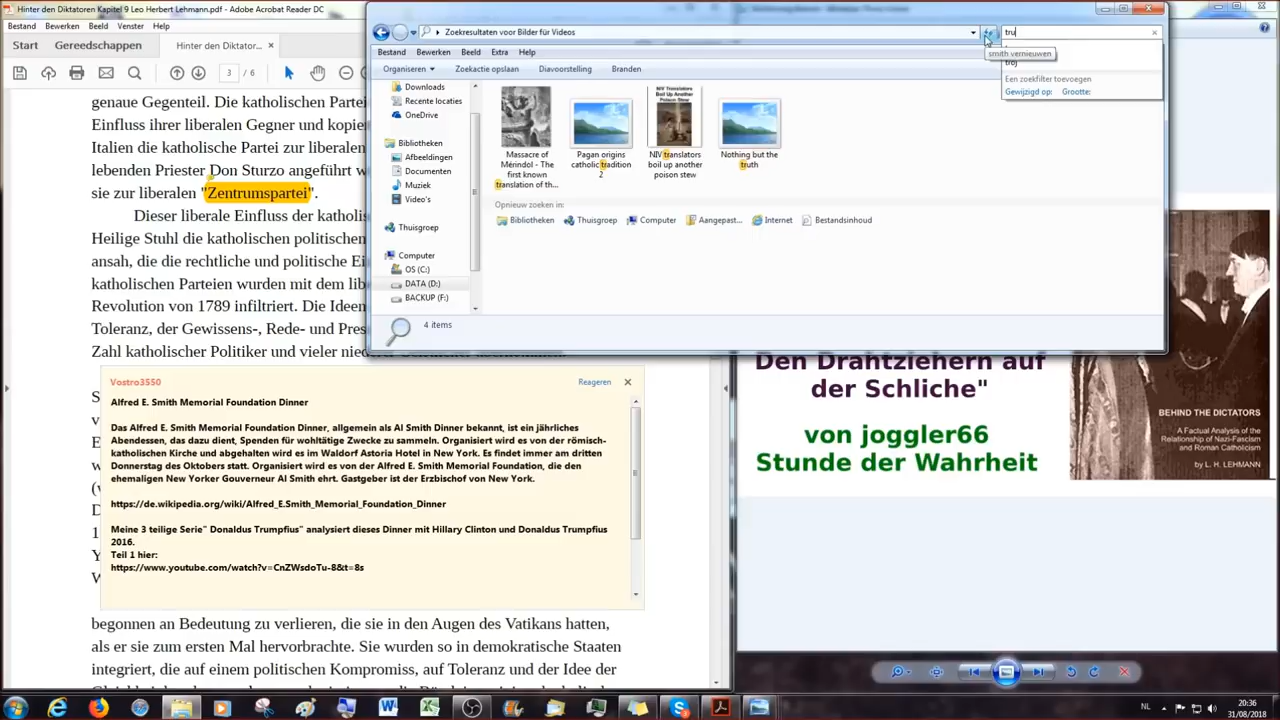 Hinter den Diktatoren Kapitel 9 Leo Herbert Lehmann.pdf - Adobe Acrobat Reader DC
Bestand Bewerken Beeld Venster Help
Start Gereedschappen Hinter den Diktator... ×
3 / 6
genaue Gegenteil. Die katholischen Partei
Einfluss ihrer liberalen Gegner und kopier
Italien die katholische Partei zur liberalen
lebenden Priester Don Sturzo angeführt w
sie zur liberalen "Zentrumspartei".
Dieser liberale Einfluss der katholis
Heilige Stuhl die katholischen politischen
ansah, die die rechtliche und politische Ei
katholischen Parteien wurden mit dem lib
Revolution von 1789 infiltriert. Die Ideen
Toleranz, der Gewissens-, Rede- und Pres
Zahl katholischer Politiker und vieler
Vostro3550 Reageren
Alfred E. Smith Memorial Foundation Dinner
Das Alfred E. Smith Memorial Foundation Dinner, allgemein als Al Smith Dinner bekannt, ist ein jährliches
Abendessen, das dazu dient, Spenden für wohltätige Zwecke zu sammeln. Organisiert wird es von der römisch-
katholischen Kirche und abgehalten wird es im Waldorf Astoria Hotel in New York. Es findet immer am dritten
Donnerstag des Oktobers statt. Organisiert wird es von der Alfred E. Smith Memorial Foundation, die den
ehemaligen New Yorker Gouverneur Al Smith ehrt. Gastgeber ist der Erzbischof von New York.
https://de.wikipedia.org/wiki/Alfred_E.Smith_Memorial_Foundation_Dinner
Meine 3 teilige Serie" Donaldus Trumpfius" analysiert dieses Dinner mit Hillary Clinton und Donaldus Trumpfius
2016.
Teil 1 hier:
https://www.youtube.com/watch?v=CnZWsdoTu-8&t=8s
begonnen an Bedeutung zu verlieren, die sie in den Augen des Vatikans hatten,
als er sie zum ersten Mal hervorbrachte. Sie wurden so in demokratische Staaten
integriert, die auf einem politischen Kompromiss, auf Toleranz und der Idee der
Zoekresultaten voor Bilder für Videos
tru
smith vernieuwen
troj
Een zoekfilter toevoegen
Gewijzigd op: Grootte:
Bestand Bewerken Beeld Extra Help
Organiseren Zoekactie opslaan Diavoorstelling Branden
Downloads
Recente locaties
OneDrive
Bibliotheken
Afbeeldingen
Documenten
Muziek
Video's
Thuisgroep
Computer
OS (C:)
DATA (D:)
BACKUP (F:)
NIV Translators
Boil Up Another
Poison Stew
Massacre of
Mérindol - The
first known
translation of th...
Pagan origins
catholic tradition
2
NIV translators
boil up another
poison stew
Nothing but the
truth
Opnieuw zoeken in:
Bibliotheken Thuisgroep Computer Aangepast... Internet Bestandsinhoud
4 items
Den Drahtziehern auf
der Schliche"
von joggler66
Stunde der Wahrheit
BEHIND THE DICTATORS
A Factual Analysis of the
Relationship of Nazi-Fascism
and Roman Catholicism
by L. H. LEHMANN
NL
20:36
31/08/2018